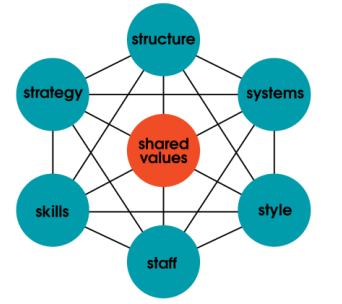 structure
strategy
systems
shared
values
skills
style
staff